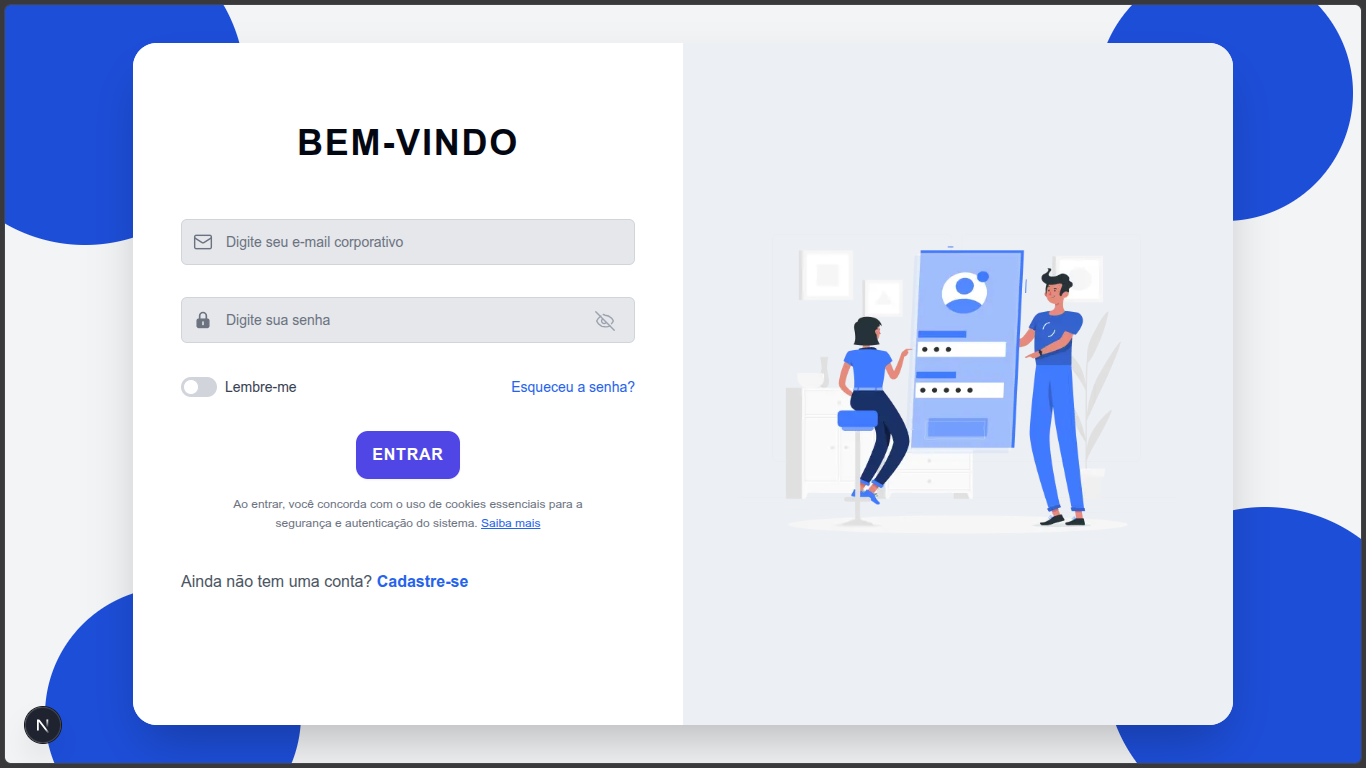 BEM-VINDO
Digite seu e-mail corporativo
Digite sua senha
Lembre-me
Esqueceu a senha?
ENTRAR
Ao entrar, você concorda com o uso de cookies essenciais para a
segurança e autenticação do sistema. Saiba mais
Ainda não tem uma conta? Cadastre-se
N